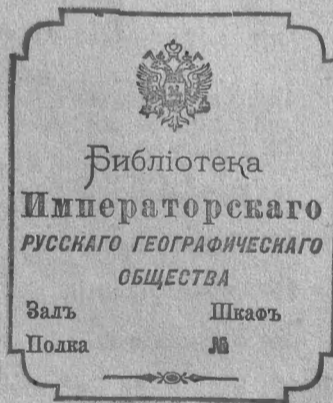 Библіотека
Императорскаго
РУССКАГО ГЕОГРАФИЧЕСКАГО
ОБЩЕСТВА
Залъ Шкафъ
Полка №